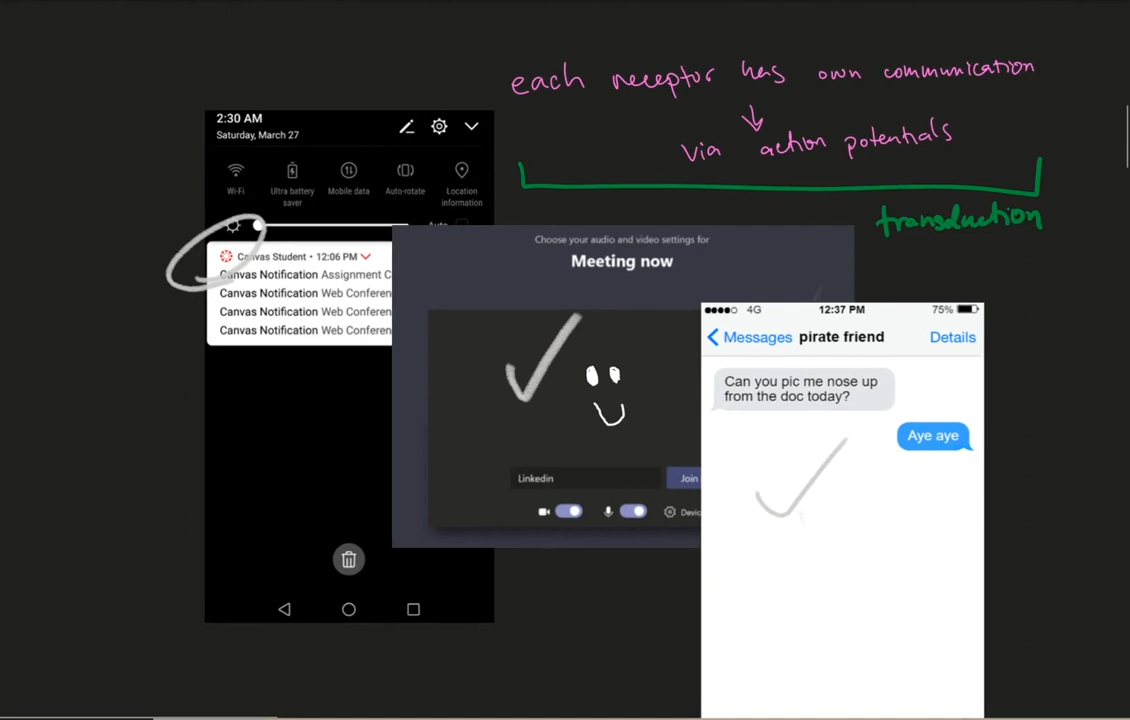 each receptor has own communication
via action potentials
transduction
2:30 AM
Saturday, March 27
Wi-Fi
Ultra battery
saver
Mobile data
Auto-rotate
Location
information
Auto
Canvas Student • 12:06 PM
Canvas Notification Assignment C
Canvas Notification Web Conferen
Canvas Notification Web Conferen
Canvas Notification Web Conferen
Choose your audio and video settings for
Meeting now
Linkedin
Join
Devic
4G
12:37 PM
75%
Messages
pirate friend
Details
Can you pic me nose up
from the doc today?
Aye aye